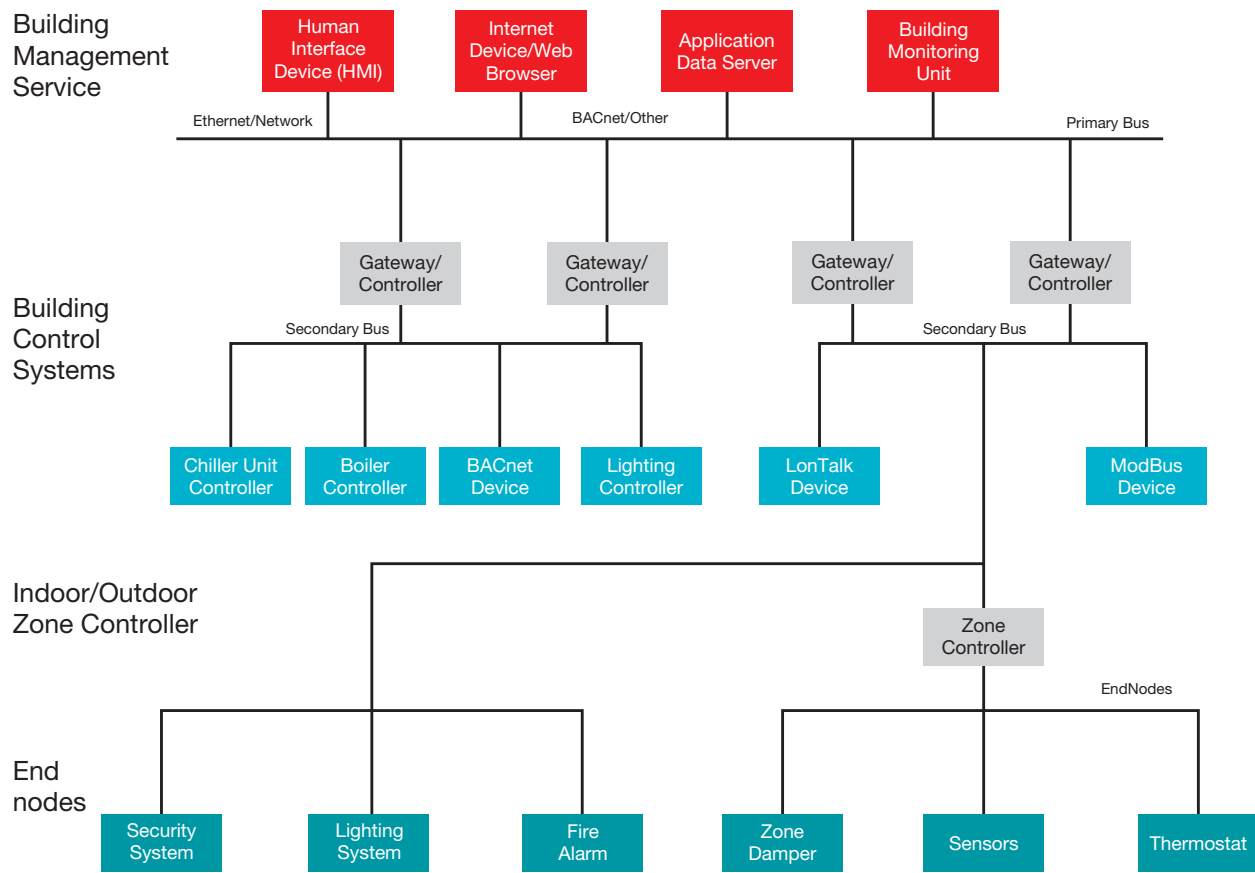 Building
Management
Service
Human
Interface
Device (HMI)
Internet
Device/Web
Browser
Application
Data Server
Building
Monitoring
Unit
Ethernet/Network
BACnet/Other
Primary Bus
Gateway/
Controller
Gateway/
Controller
Gateway/
Controller
Gateway/
Controller
Building
Control
Systems
Secondary Bus
Secondary Bus
Chiller Unit
Controller
Boiler
Controller
BACnet
Device
Lighting
Controller
LonTalk
Device
ModBus
Device
Indoor/Outdoor
Zone Controller
Zone
Controller
EndNodes
End
nodes
Security
System
Lighting
System
Fire
Alarm
Zone
Damper
Sensors
Thermostat